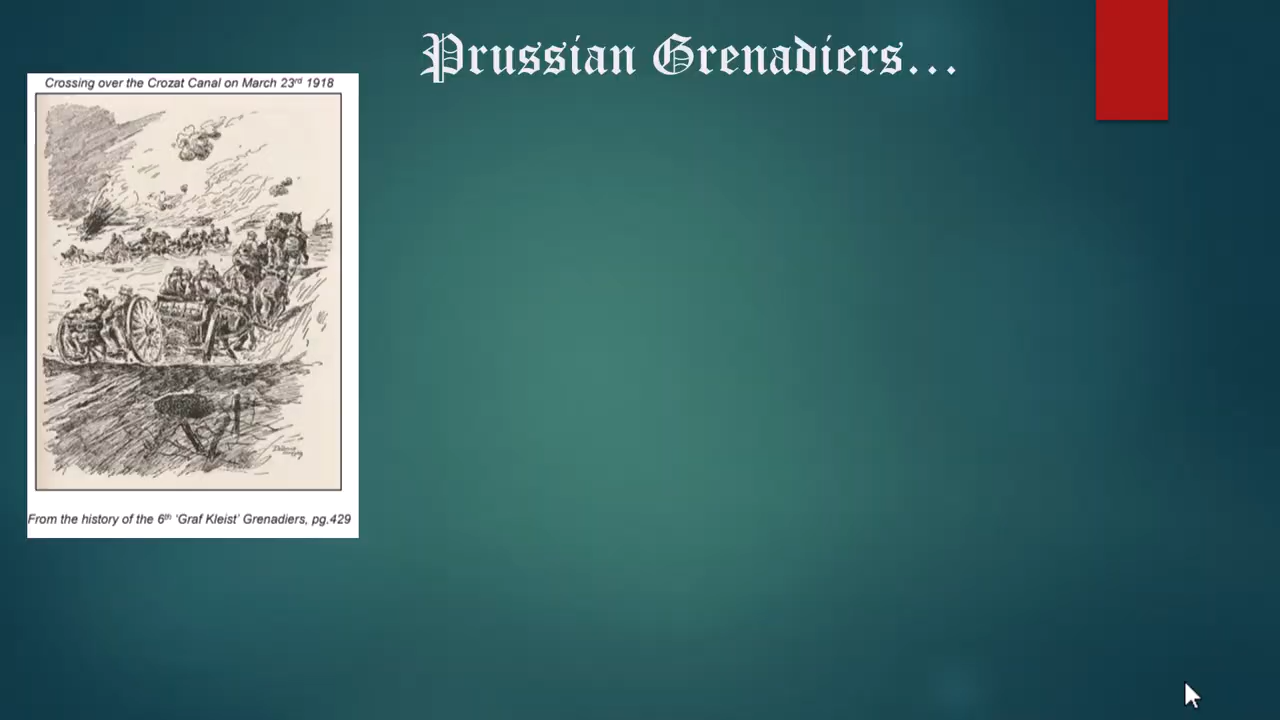 Prussian Grenadiers...
Crossing over the Crozat Canal on March 23rd 1918
From the history of the 6th ‘Graf Kleist’ Grenadiers, pg.429